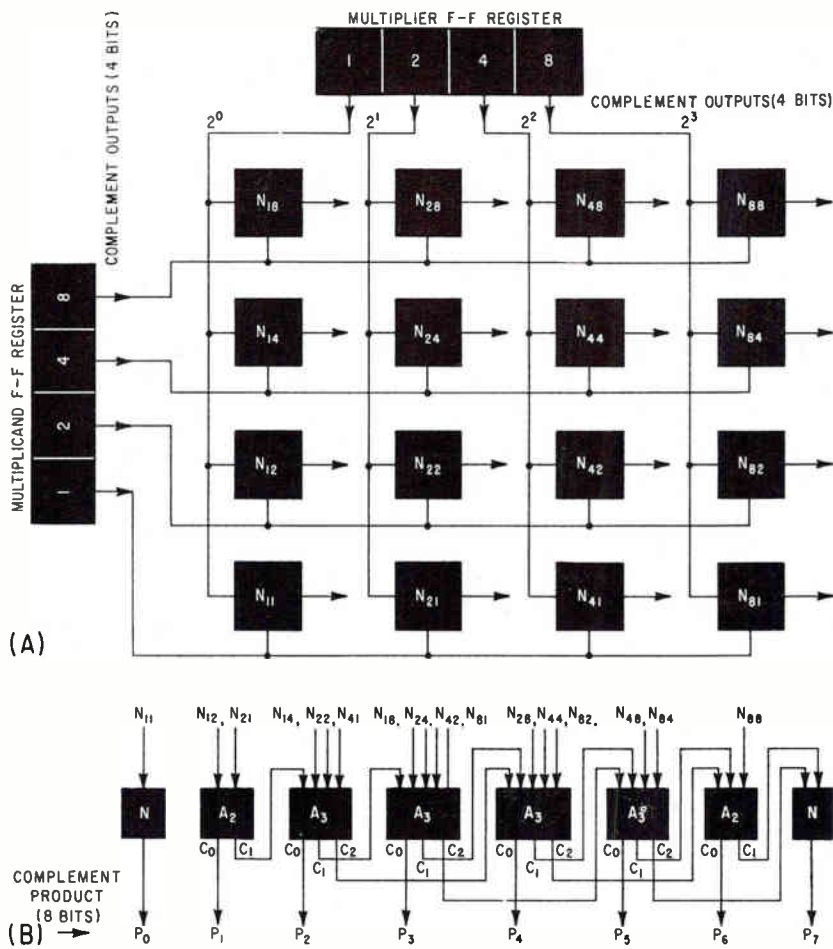 MULTIPLIER F-F REGISTER
1 2 4 8
COMPLEMENT OUTPUTS (4 BITS)
COMPLEMENT OUTPUTS (4 BITS)
2⁰ 2¹ 2² 2³
N₁₈ N₂₈ N₄₈ N₈₈
MULTIPLICAND F-F REGISTER
8
4
2
1
N₁₄ N₂₄ N₄₄ N₈₄
N₁₂ N₂₂ N₄₂ N₈₂
N₁₁ N₂₁ N₄₁ N₈₁
(A)
N₁₁ N₁₂, N₂₁ N₁₄, N₂₂, N₄₁ N₁₈, N₂₄, N₄₂, N₈₁ N₂₈, N₄₄, N₈₂, N₄₈, N₈₄ N₈₈
N A₂ A₃ A₃ A₃ A₃ A₂ N
C₀ C₁ C₀ C₁ C₂ C₀ C₁ C₂ C₀ C₁ C₂ C₀ C₁ C₂ C₀ C₁
COMPLEMENT
PRODUCT
(8 BITS)
(B) P₀ P₁ P₂ P₃ P₄ P₅ P₆ P₇